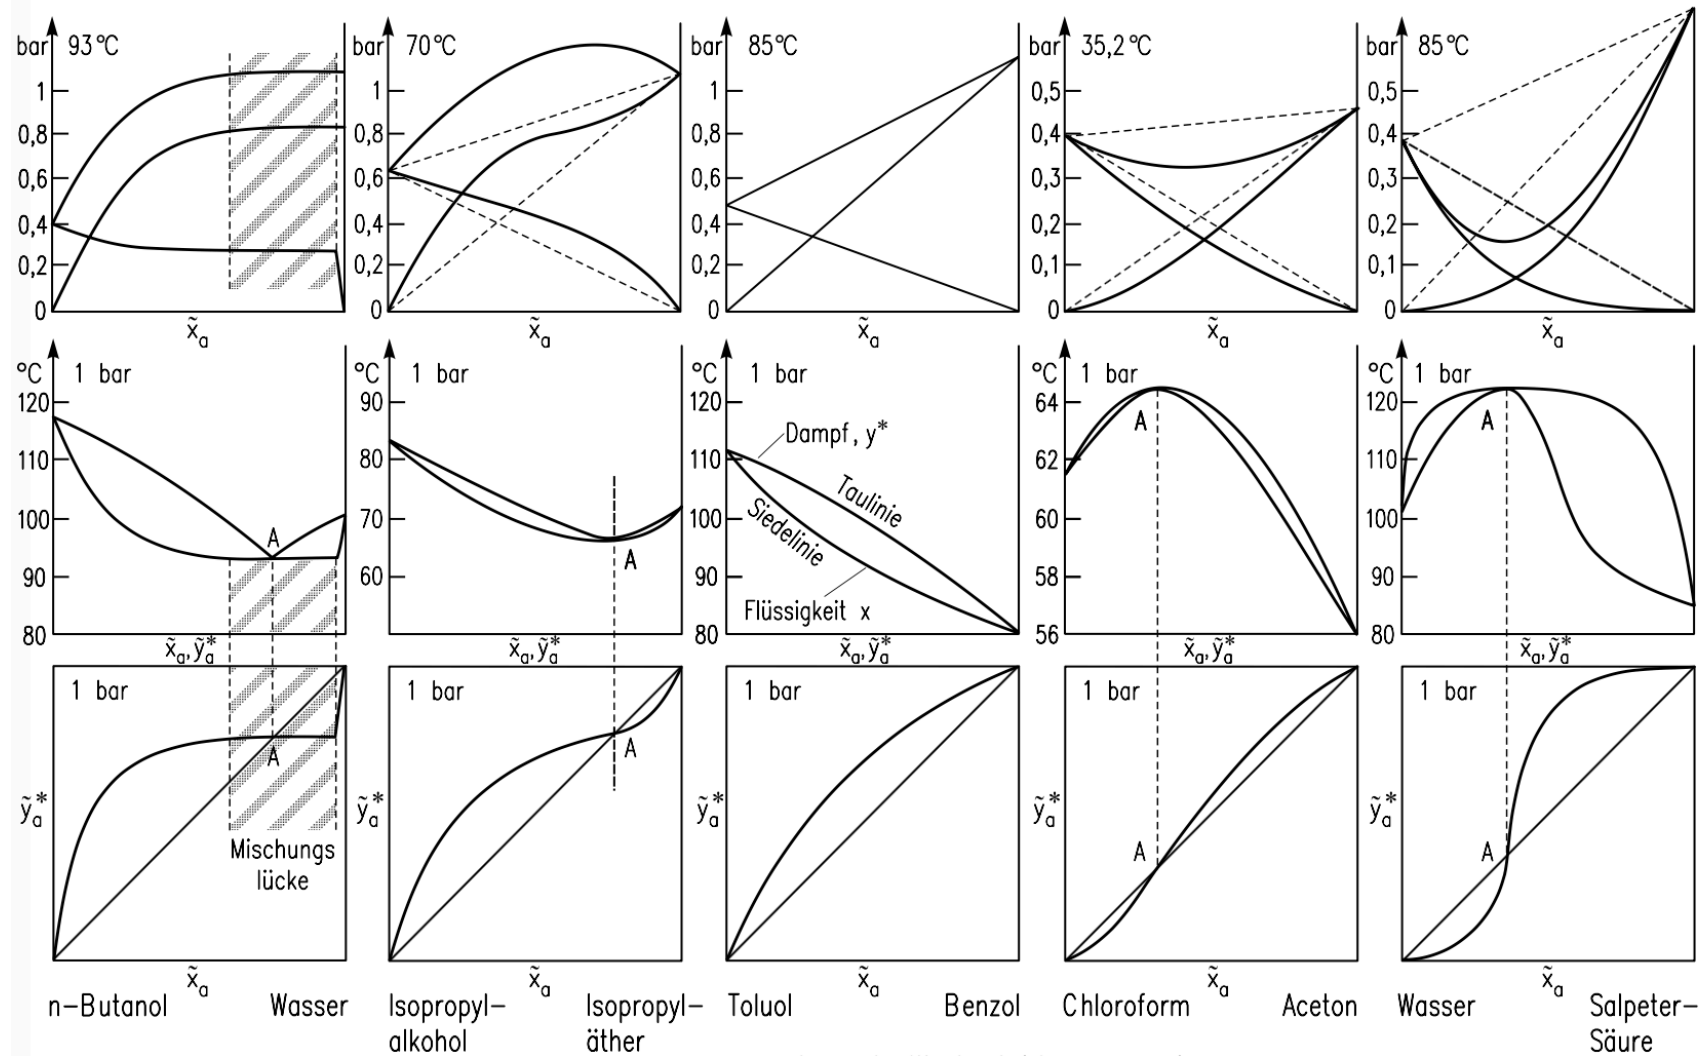 bar 93°C
1
0,8
0,6
0,4
0,2
0
x̃a
bar 70°C
1
0,8
0,6
0,4
0,2
0
x̃a
bar 85°C
1
0,8
0,6
0,4
0,2
0
x̃a
bar 35,2°C
0,5
0,4
0,3
0,2
0,1
0
x̃a
bar 85°C
0,5
0,4
0,3
0,2
0,1
0
x̃a
°C 1 bar
120
110
100
90
80
A
x̃a,ỹa*
°C 1 bar
90
80
70
60
A
x̃a,ỹa*
°C 1 bar
120
110
100
90
80
Dampf, y*
Taulinie
Siedelinie
Flüssigkeit x
x̃a,ỹa*
°C 1 bar
64
62
60
58
56
A
x̃a,ỹa*
°C 1 bar
120
110
100
90
80
A
x̃a,ỹa*
1 bar
A
ỹa*
Mischungs
lücke
x̃a
1 bar
A
ỹa*
x̃a
1 bar
ỹa*
x̃a
1 bar
A
ỹa*
x̃a
1 bar
A
ỹa*
x̃a
n-Butanol Wasser
Isopropyl-
alkohol
Isopropyl-
äther
Toluol Benzol
Chloroform Aceton
Wasser
Salpeter-
Säure